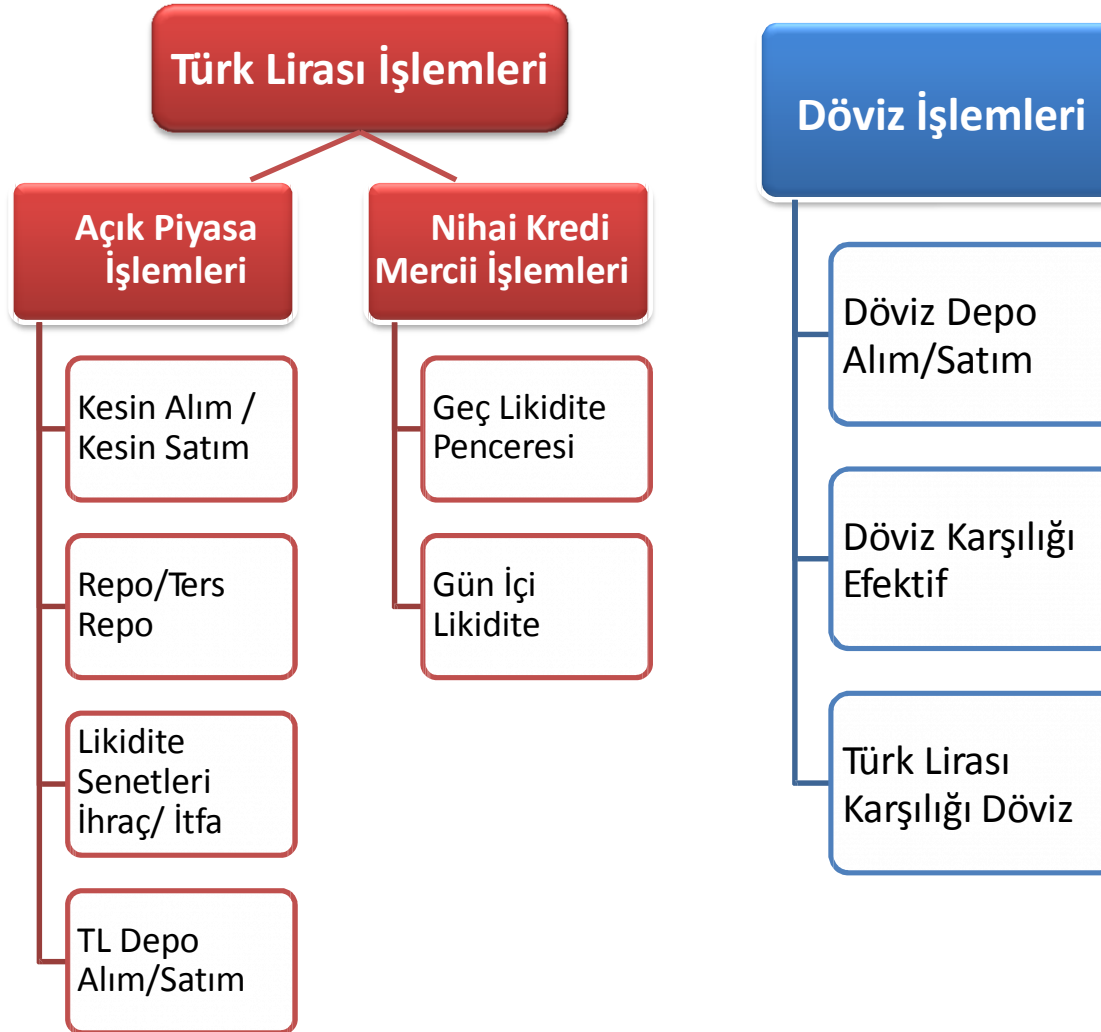 Türk Lirası İşlemleri
Açık Piyasa
İşlemleri
Kesin Alım /
Kesin Satım
Repo/Ters
Repo
Likidite
Senetleri
İhraç/ İtfa
TL Depo
Alım/Satım
Nihai Kredi
Mercii İşlemleri
Geç Likidite
Penceresi
Gün İçi
Likidite
Döviz İşlemleri
Döviz Depo
Alım/Satım
Döviz Karşılığı
Efektif
Türk Lirası
Karşılığı Döviz